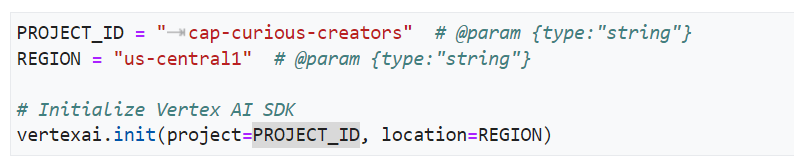 PROJECT_ID = "⇥cap-curious-creators"  # @param {type:"string"}
REGION = "us-central1"  # @param {type:"string"}

# Initialize Vertex AI SDK
vertexai.init(project=PROJECT_ID, location=REGION)